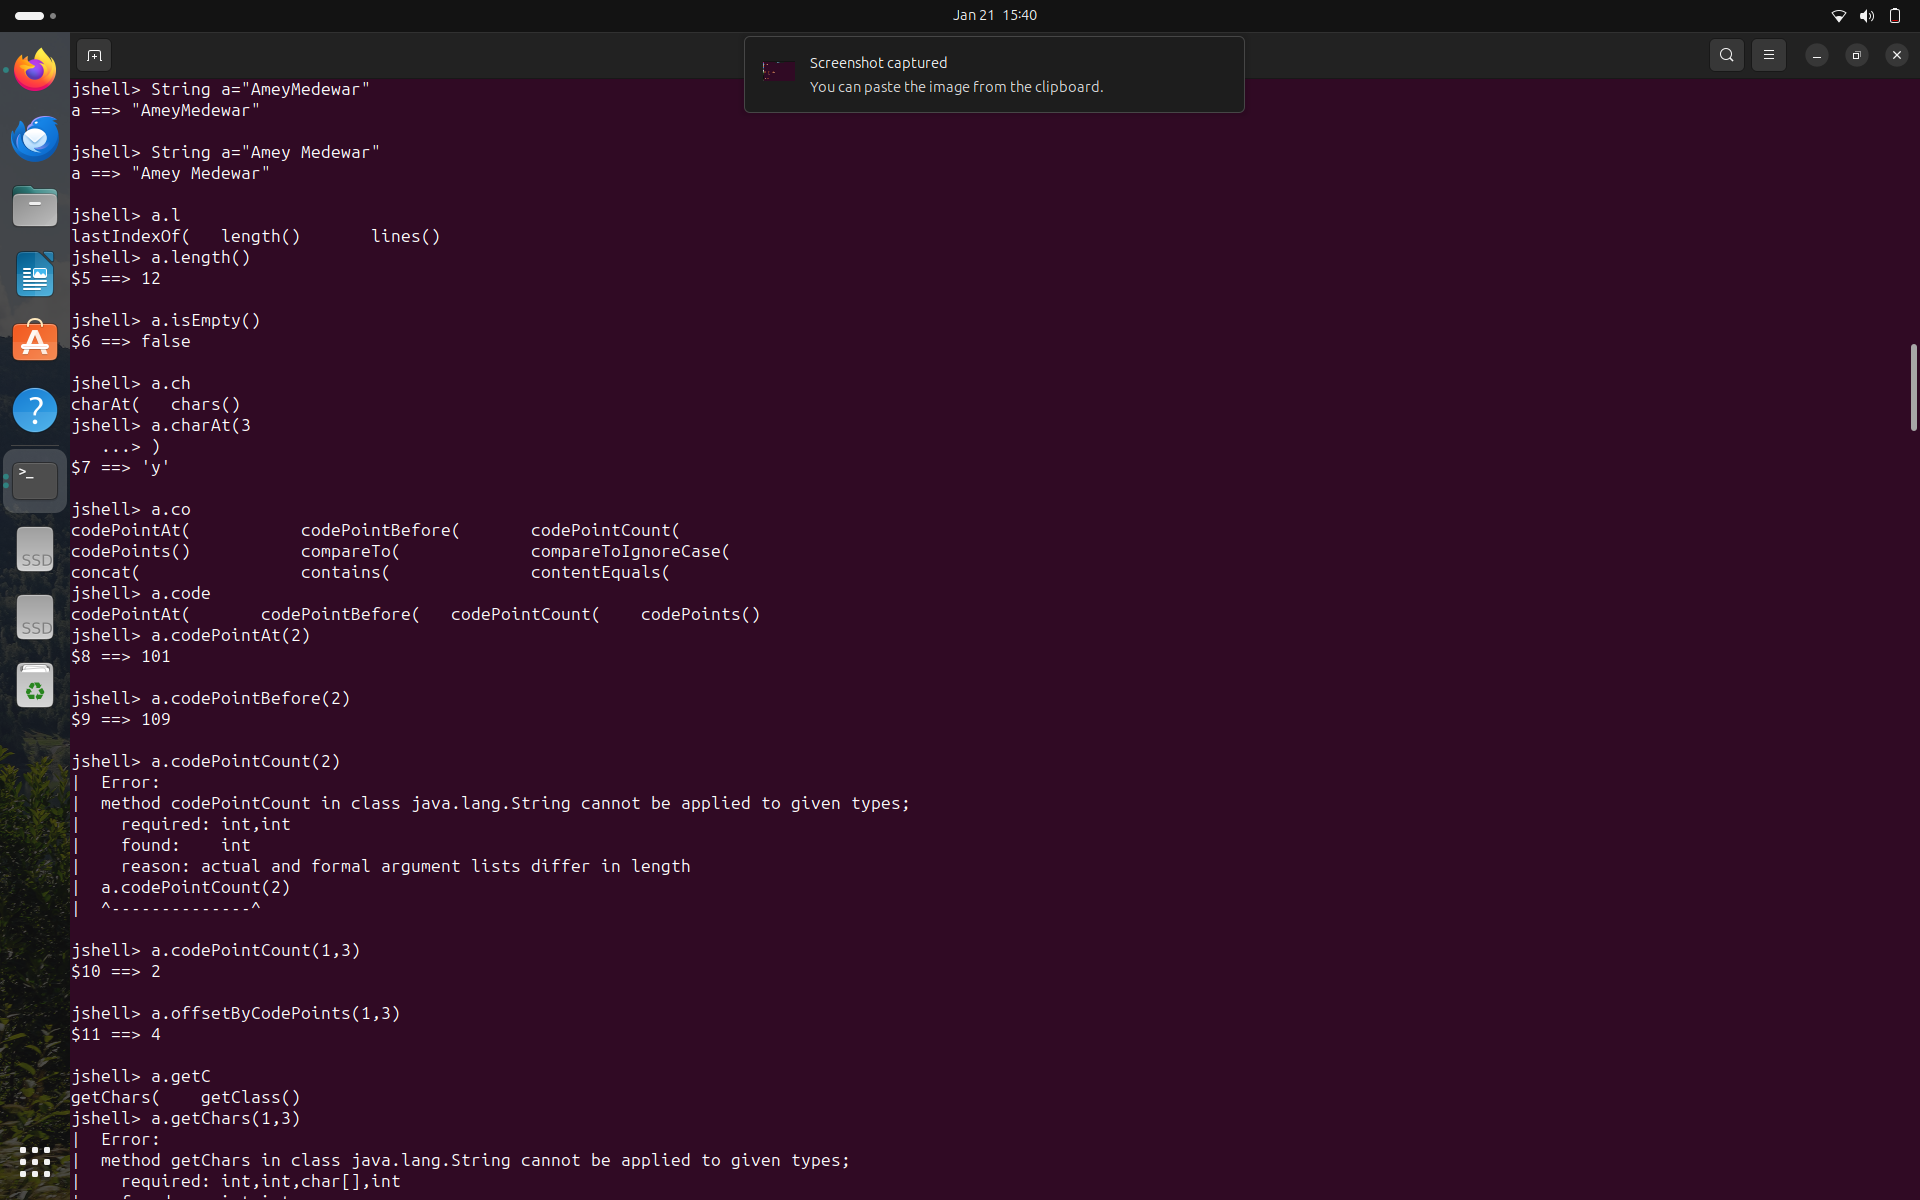 Jan 21 15:40
Screenshot captured
You can paste the image from the clipboard.
jshell> String a="AmeyMedewar"
a ==> "AmeyMedewar"
jshell> String a="Amey Medewar"
a ==> "Amey Medewar"
jshell> a.l
lastIndexOf(   length()       lines()
jshell> a.length()
$5 ==> 12
jshell> a.isEmpty()
$6 ==> false
jshell> a.ch
charAt(   chars()
jshell> a.charAt(3
   ...> )
$7 ==> 'y'
jshell> a.co
codePointAt(           codePointBefore(       codePointCount(
codePoints()           compareTo(             compareToIgnoreCase(
concat(                contains(              contentEquals(
jshell> a.code
codePointAt(       codePointBefore(   codePointCount(    codePoints()
jshell> a.codePointAt(2)
$8 ==> 101
jshell> a.codePointBefore(2)
$9 ==> 109
jshell> a.codePointCount(2)
|  Error:
|  method codePointCount in class java.lang.String cannot be applied to given types;
|    required: int,int
|    found:    int
|    reason: actual and formal argument lists differ in length
|  a.codePointCount(2)
|  ^--------------^
jshell> a.codePointCount(1,3)
$10 ==> 2
jshell> a.offsetByCodePoints(1,3)
$11 ==> 4
jshell> a.getC
getChars(    getClass()
jshell> a.getChars(1,3)
|  Error:
|  method getChars in class java.lang.String cannot be applied to given types;
|    required: int,int,char[],int
SSD
SSD